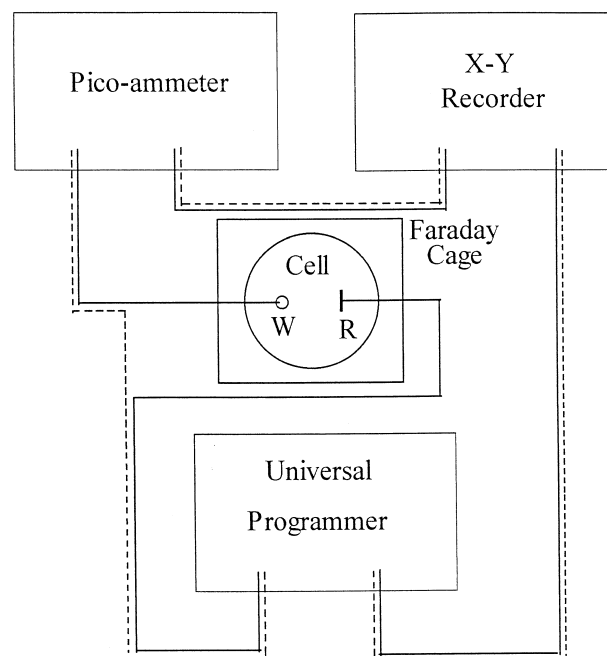 Pico-ammeter
X-Y
Recorder
Faraday
Cage
Cell
W
R
Universal
Programmer